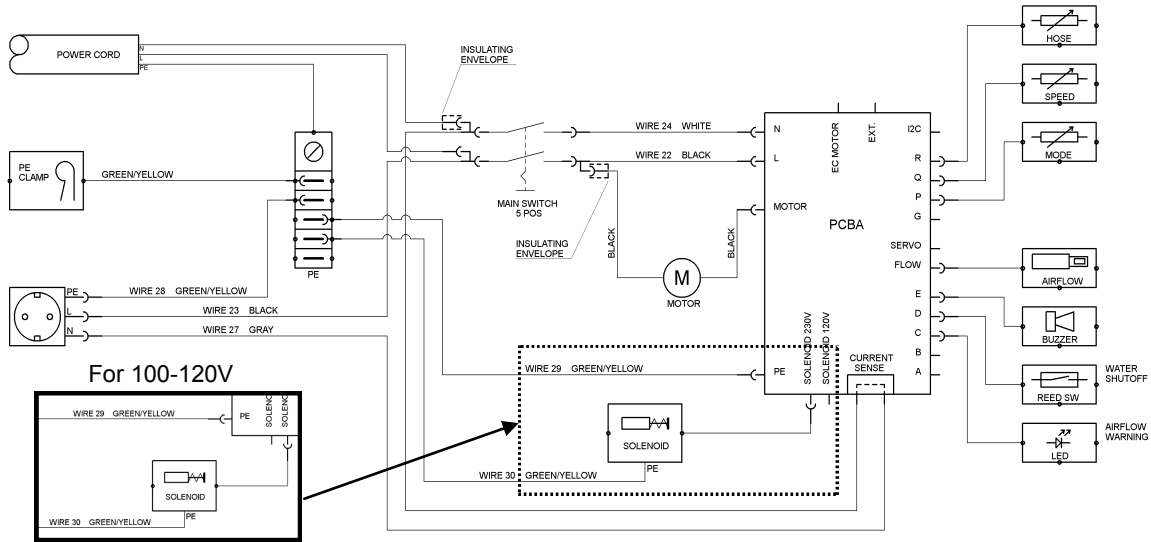 POWER CORD
N
L
PE
INSULATING
ENVELOPE
HOSE
SPEED
MODE
WIRE 24 WHITE
WIRE 22 BLACK
MAIN SWITCH
5 POS
INSULATING
ENVELOPE
BLACK
BLACK
M
MOTOR
N
L
MOTOR
PE
PCBA
EC MOTOR
EXT.
I2C
R
Q
P
G
SERVO
FLOW
E
D
C
B
A
SOLENOID 230V
SOLENOID 120V
CURRENT
SENSE
PE
CLAMP
GREEN/YELLOW
PE
PE
L
N
WIRE 28 GREEN/YELLOW
WIRE 23 BLACK
WIRE 27 GRAY
AIRFLOW
BUZZER
REED SW
WATER
SHUTOFF
LED
AIRFLOW
WARNING
WIRE 29 GREEN/YELLOW
SOLENOID
PE
WIRE 30 GREEN/YELLOW
For 100-120V
WIRE 29 GREEN/YELLOW
PE
SOLENO
SOLENO
SOLENOID
PE
WIRE 30 GREEN/YELLOW